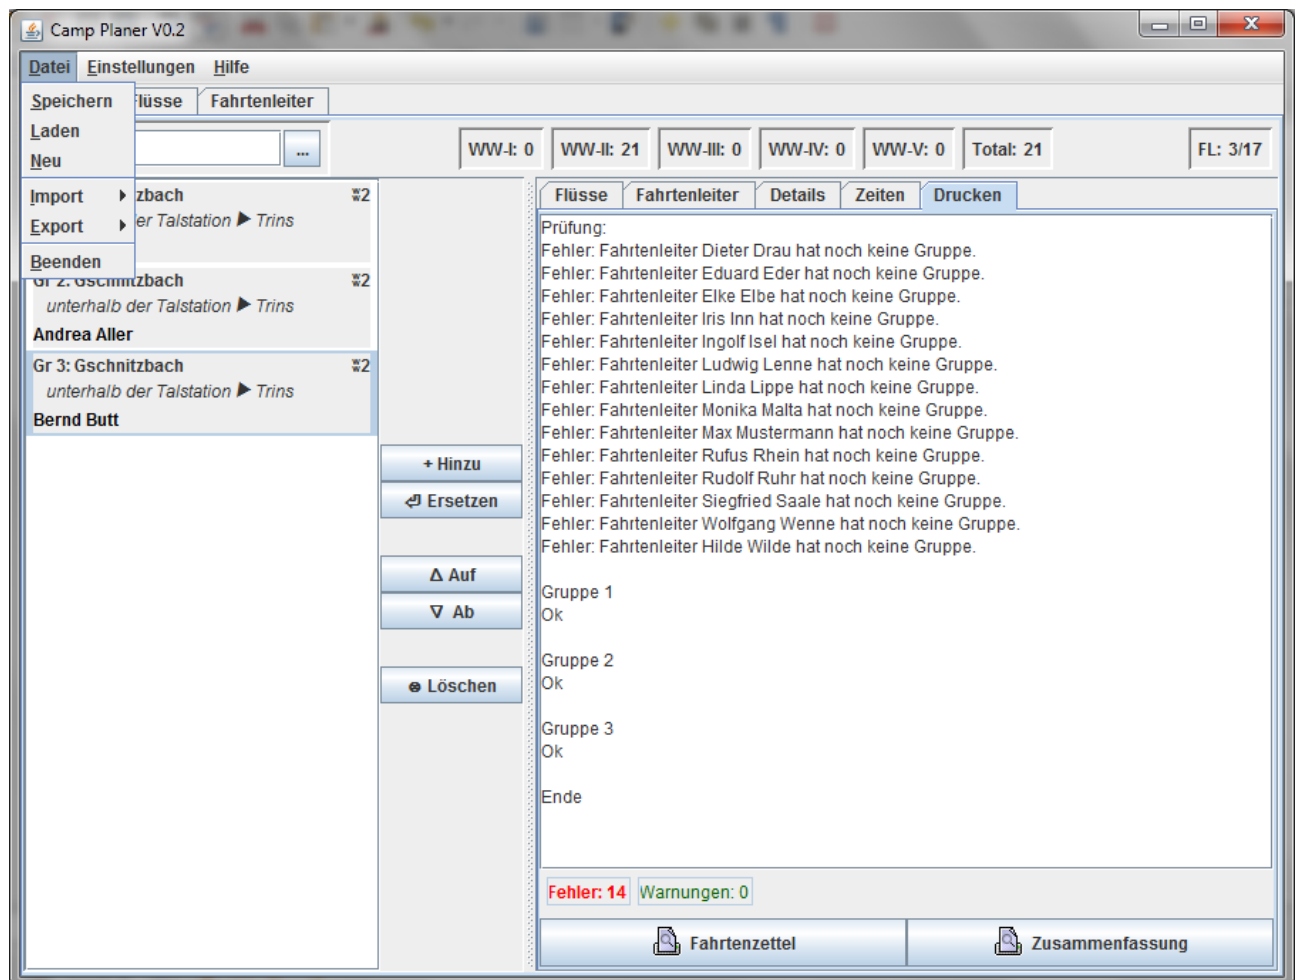 Camp Planer V0.2
Datei Einstellungen Hilfe
Speichern
Laden
Neu
Import
Export
Beenden
lüsse Fahrtenleiter
...
WW-I: 0 WW-II: 21 WW-III: 0 WW-IV: 0 WW-V: 0 Total: 21 FL: 3/17
zbach
er Talstation ▶ Trins
Gr 2: Gschnitzbach WW2
unterhalb der Talstation ▶ Trins
Andrea Aller
Gr 3: Gschnitzbach WW2
unterhalb der Talstation ▶ Trins
Bernd Butt
+ Hinzu
Ersetzen
Δ Auf
∇ Ab
⊗ Löschen
Flüsse Fahrtenleiter Details Zeiten Drucken
Prüfung:
Fehler: Fahrtenleiter Dieter Drau hat noch keine Gruppe.
Fehler: Fahrtenleiter Eduard Eder hat noch keine Gruppe.
Fehler: Fahrtenleiter Elke Elbe hat noch keine Gruppe.
Fehler: Fahrtenleiter Iris Inn hat noch keine Gruppe.
Fehler: Fahrtenleiter Ingolf Isel hat noch keine Gruppe.
Fehler: Fahrtenleiter Ludwig Lenne hat noch keine Gruppe.
Fehler: Fahrtenleiter Linda Lippe hat noch keine Gruppe.
Fehler: Fahrtenleiter Monika Malta hat noch keine Gruppe.
Fehler: Fahrtenleiter Max Mustermann hat noch keine Gruppe.
Fehler: Fahrtenleiter Rufus Rhein hat noch keine Gruppe.
Fehler: Fahrtenleiter Rudolf Ruhr hat noch keine Gruppe.
Fehler: Fahrtenleiter Siegfried Saale hat noch keine Gruppe.
Fehler: Fahrtenleiter Wolfgang Wenne hat noch keine Gruppe.
Fehler: Fahrtenleiter Hilde Wilde hat noch keine Gruppe.
Gruppe 1
Ok
Gruppe 2
Ok
Gruppe 3
Ok
Ende
Fehler: 14 Warnungen: 0
Fahrtenzettel Zusammenfassung